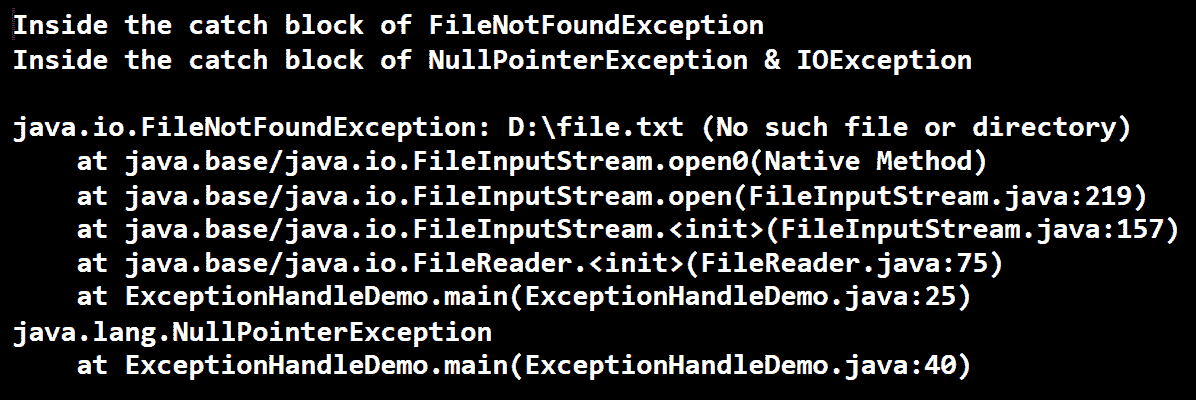 Inside the catch block of FileNotFoundException
Inside the catch block of NullPointerException & IOException

java.io.FileNotFoundException: D:\file.txt (No such file or directory)
    at java.base/java.io.FileInputStream.open0(Native Method)
    at java.base/java.io.FileInputStream.open(FileInputStream.java:219)
    at java.base/java.io.FileInputStream.<init>(FileInputStream.java:157)
    at java.base/java.io.FileReader.<init>(FileReader.java:75)
    at ExceptionHandleDemo.main(ExceptionHandleDemo.java:25)
java.lang.NullPointerException
    at ExceptionHandleDemo.main(ExceptionHandleDemo.java:40)